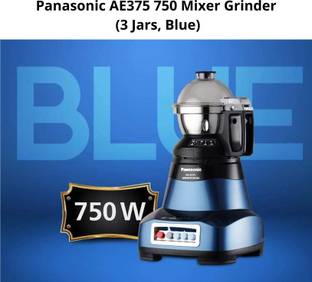 Panasonic AE375 750 Mixer Grinder
(3 Jars, Blue)
BLUE
Panasonic
750 W